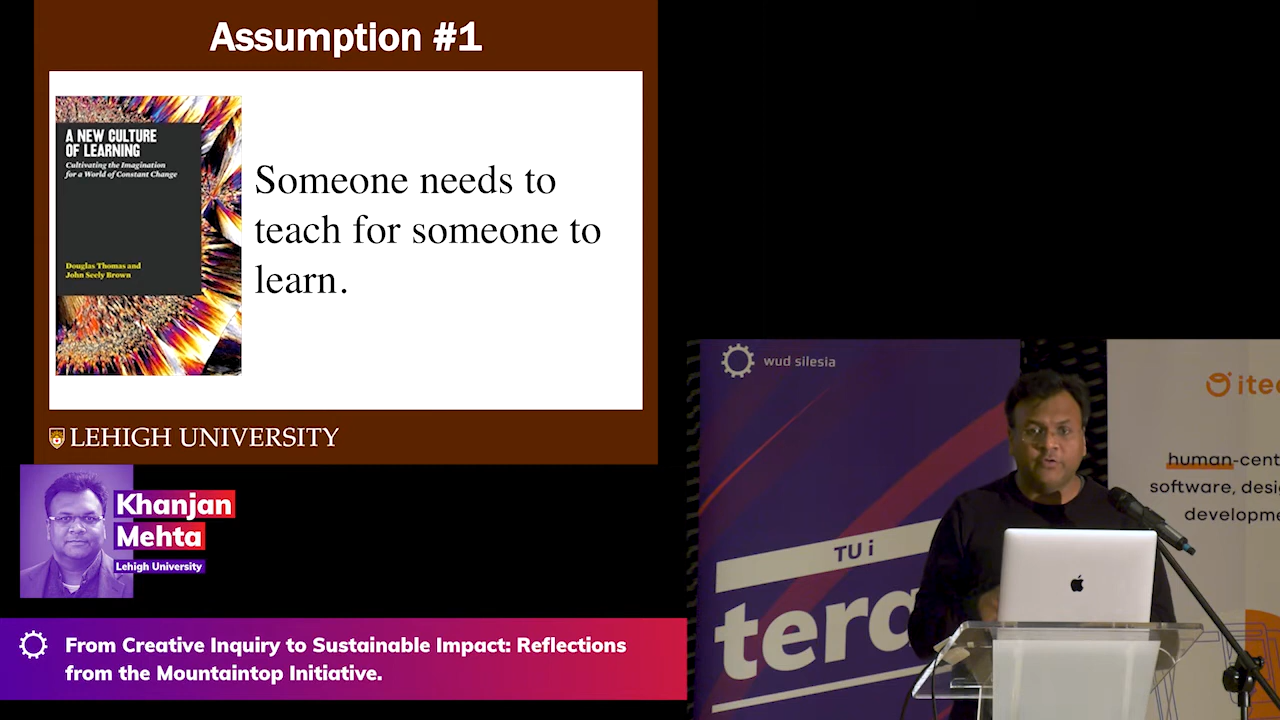 Assumption #1
A NEW CULTURE
OF LEARNING
Cultivating the Imagination
for a World of Constant Change
Douglas Thomas and
John Seely Brown
Someone needs to
teach for someone to
learn.
LEHIGH UNIVERSITY
Khanjan
Mehta
Lehigh University
From Creative Inquiry to Sustainable Impact: Reflections
from the Mountaintop Initiative.
wud silesia
TU i
tera
itec
human-cent
software, desi
developme